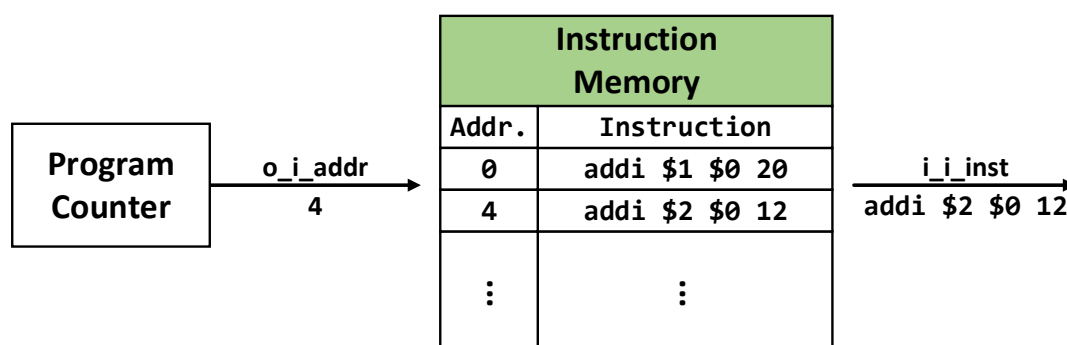 Instruction
Memory
Addr. Instruction
Program
Counter
o_i_addr
4
0 addi $1 $0 20
4 addi $2 $0 12
⋮ ⋮
i_i_inst
addi $2 $0 12